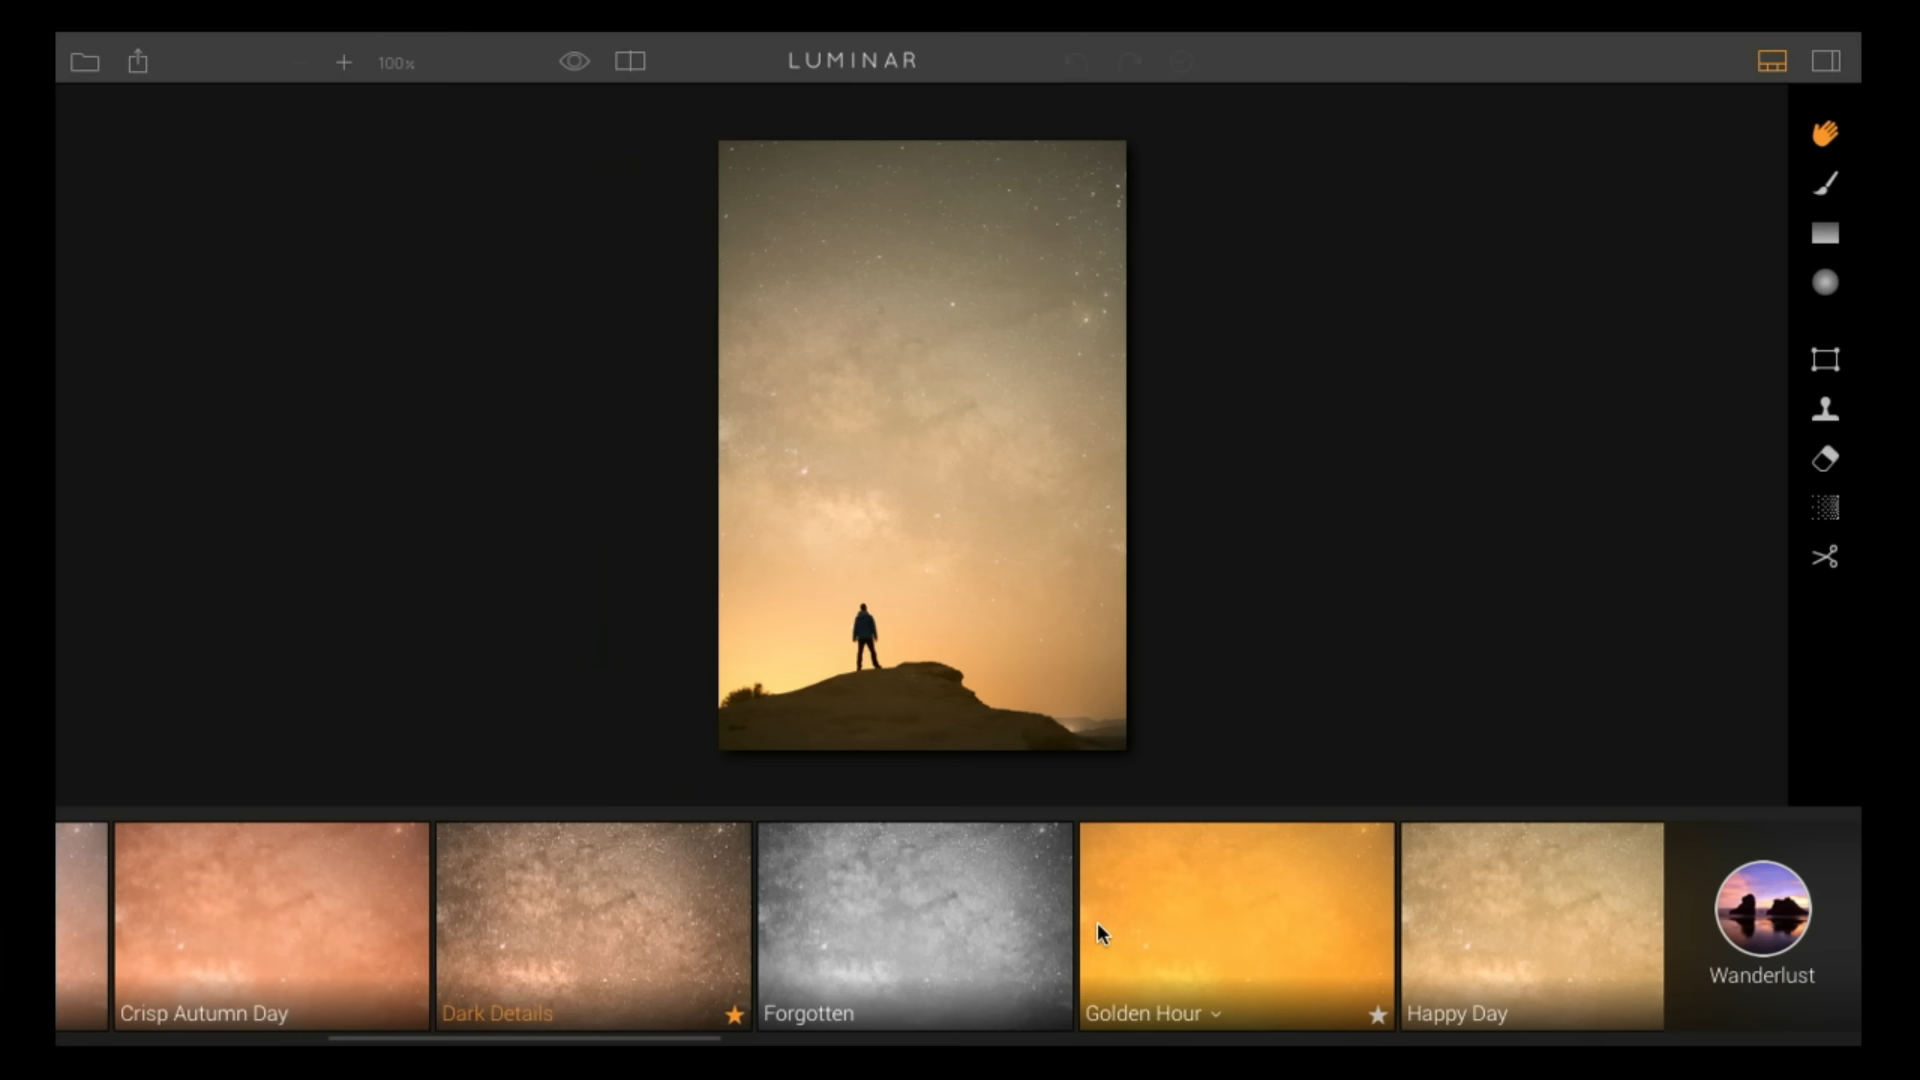 100%
LUMINAR
Crisp Autumn Day
Dark Details
Forgotten
Golden Hour
Happy Day
Wanderlust